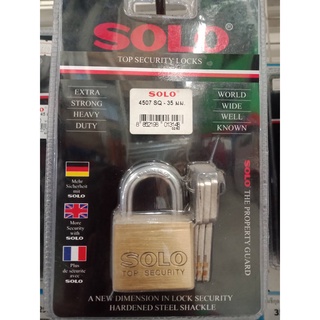 SOLO
TOP SECURITY LOCKS
EXTRA
STRONG
HEAVY
DUTY
SOLO
4507 SQ - 35 มม.
WORLD
WIDE
WELL
KNOWN
Mehr
Sicherheit
mit
SOLO
More
Security
with
SOLO
Plus
de sécurité
avec
SOLO
SOLO
TOP SECURITY
SOLO THE PROPERTY GUARD
A NEW DIMENSION IN LOCK SECURITY
HARDENED STEEL SHACKLE